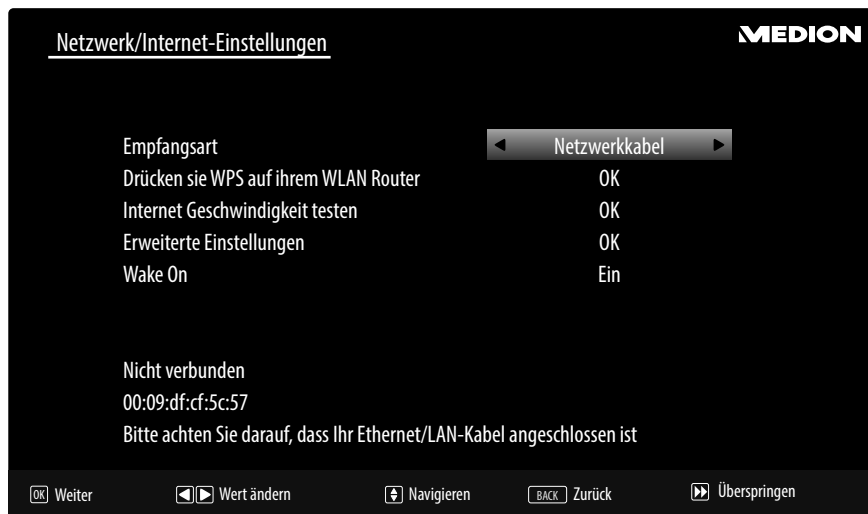 Netzwerk/Internet-Einstellungen MEDION
Empfangsart Netzwerkkabel
Drücken sie WPS auf ihrem WLAN Router OK
Internet Geschwindigkeit testen OK
Erweiterte Einstellungen OK
Wake On Ein
Nicht verbunden
00:09:df:cf:5c:57
Bitte achten Sie darauf, dass Ihr Ethernet/LAN-Kabel angeschlossen ist
OK Weiter Wert ändern Navigieren BACK Zurück Überspringen